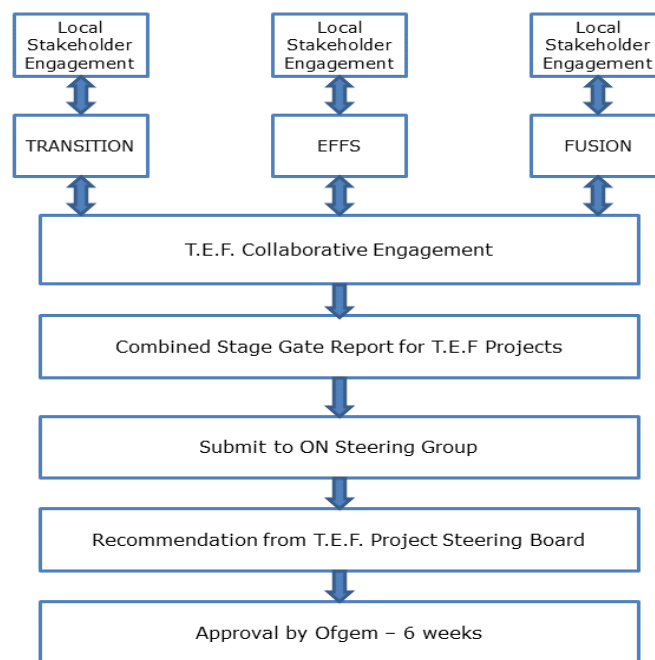 Local
Stakeholder
Engagement
Local
Stakeholder
Engagement
Local
Stakeholder
Engagement
TRANSITION
EFFS
FUSION
T.E.F. Collaborative Engagement
Combined Stage Gate Report for T.E.F Projects
Submit to ON Steering Group
Recommendation from T.E.F. Project Steering Board
Approval by Ofgem – 6 weeks